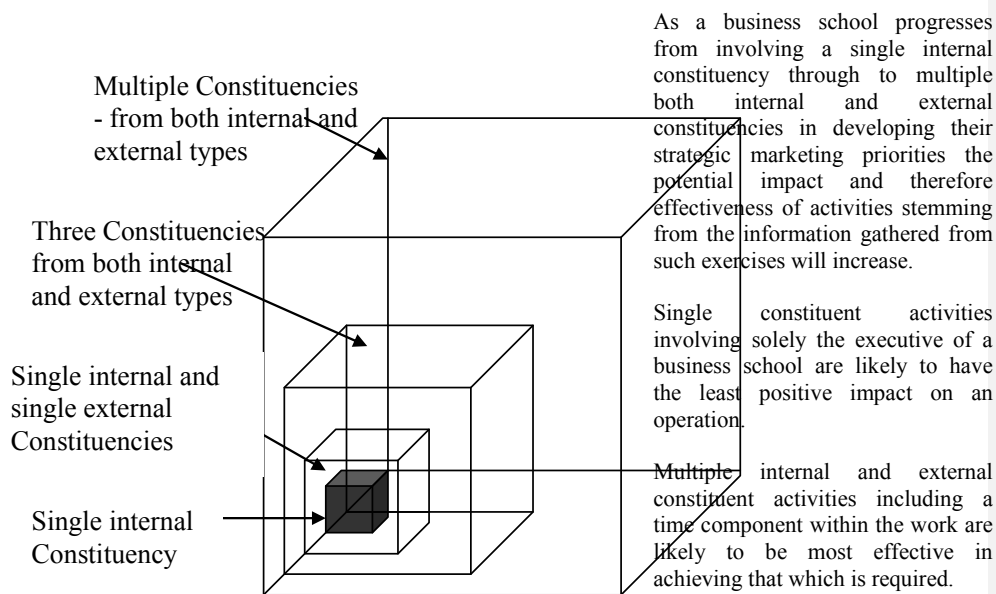 Multiple Constituencies
- from both internal and
external types
Three Constituencies
from both internal
and external types
Single internal and
single external
Constituencies
Single internal
Constituency
As a business school progresses
from involving a single internal
constituency through to multiple
both internal and external
constituencies in developing their
strategic marketing priorities the
potential impact and therefore
effectiveness of activities stemming
from the information gathered from
such exercises will increase.
Single constituent activities
involving solely the executive of a
business school are likely to have
the least positive impact on an
operation.
Multiple internal and external
constituent activities including a
time component within the work are
likely to be most effective in
achieving that which is required.